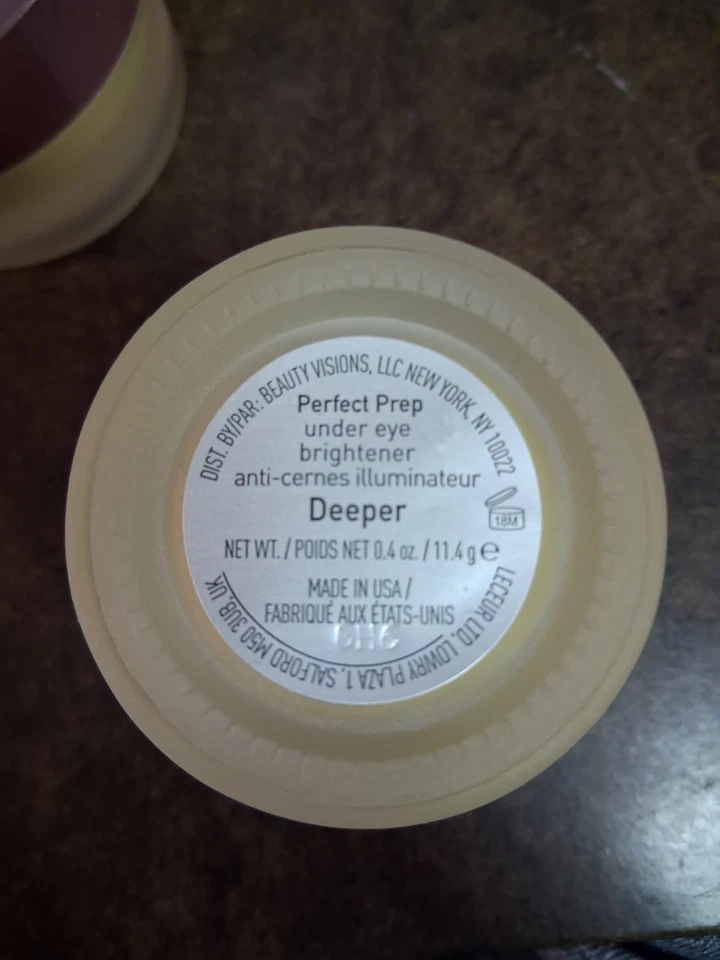 DIST. BY/PAR: BEAUTY VISIONS, LLC NEW YORK, NY 10022
Perfect Prep
under eye
brightener
anti-cernes illuminateur
Deeper
18M
NET WT. / POIDS NET 0.4 oz. / 11.4 g e
MADE IN USA /
FABRIQUÉ AUX ÉTATS-UNIS
LECEUR LTD, LOWRY PLAZA 1, SALFORD M50 3UB, UK